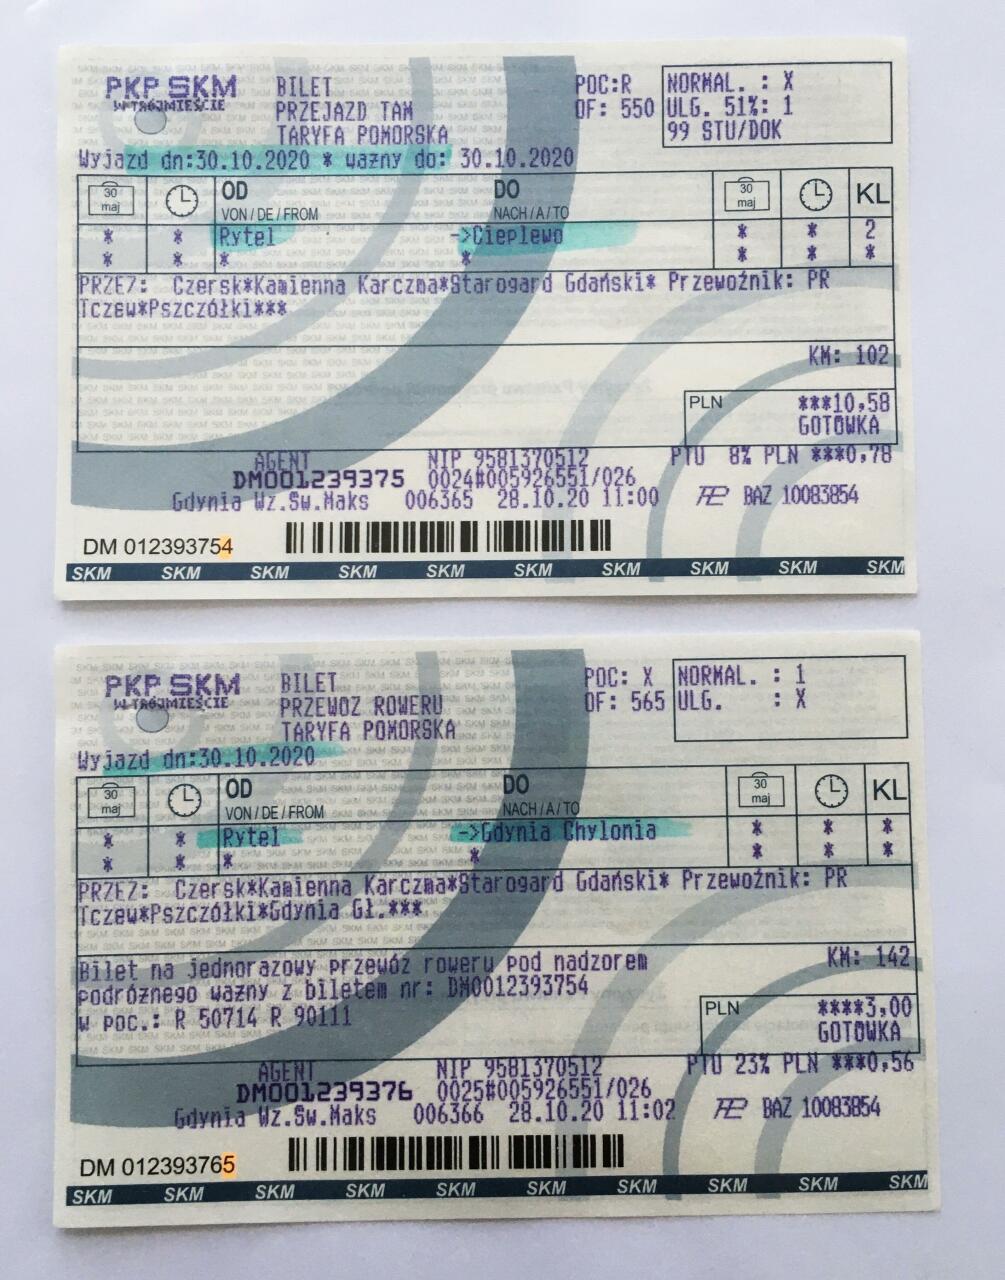 PKP SKM
W TRÓJMIEŚCIE
BILET
PRZEJAZD TAM
TARYFA POMORSKA
POC:R
OF: 550
NORMAL. : X
ULG. 51%: 1
99 STU/DOK
Wyjazd dn:30.10.2020 * ważny do: 30.10.2020
30 maj
OD
VON / DE / FROM
DO
NACH / A / TO
30 maj
KL
* * Rytel ->Cieplewo * * 2
* * * * * * *
PRZEZ: Czersk*Kamienna Karczma*Starogard Gdański* Przewoźnik: PR
Tczew*Pszczółki***
KM: 102
PLN ***10,58
GOTÓWKA
AGENT NIP 9581370512 PTU 8% PLN ***0,78
DM001239375 0024#005926551/026
Gdynia Wz.Św.Maks 006365 28.10.20 11:00 BAZ 10083854
DM 012393754
SKM SKM SKM SKM SKM SKM SKM SKM SKM SKM
PKP SKM
W TRÓJMIEŚCIE
BILET
PRZEWÓZ ROWERU
TARYFA POMORSKA
POC: X
OF: 565
NORMAL. : 1
ULG. : X
Wyjazd dn:30.10.2020
30 maj
OD
VON / DE / FROM
DO
NACH / A / TO
30 maj
KL
* * Rytel ->Gdynia Chylonia * * *
* * * * * * *
PRZEZ: Czersk*Kamienna Karczma*Starogard Gdański* Przewoźnik: PR
Tczew*Pszczółki*Gdynia Gł.***
Bilet na jednorazowy przewóz roweru pod nadzorem
KM: 142
podróżnego ważny z biletem nr: DM0012393754
w poc.: R 50714 R 90111
PLN ****3,00
GOTÓWKA
AGENT NIP 9581370512 PTU 23% PLN ***0,56
DM001239376 0025#005926551/026
Gdynia Wz.Św.Maks 006366 28.10.20 11:02 BAZ 10083854
DM 012393765
SKM SKM SKM SKM SKM SKM SKM SKM SKM SKM